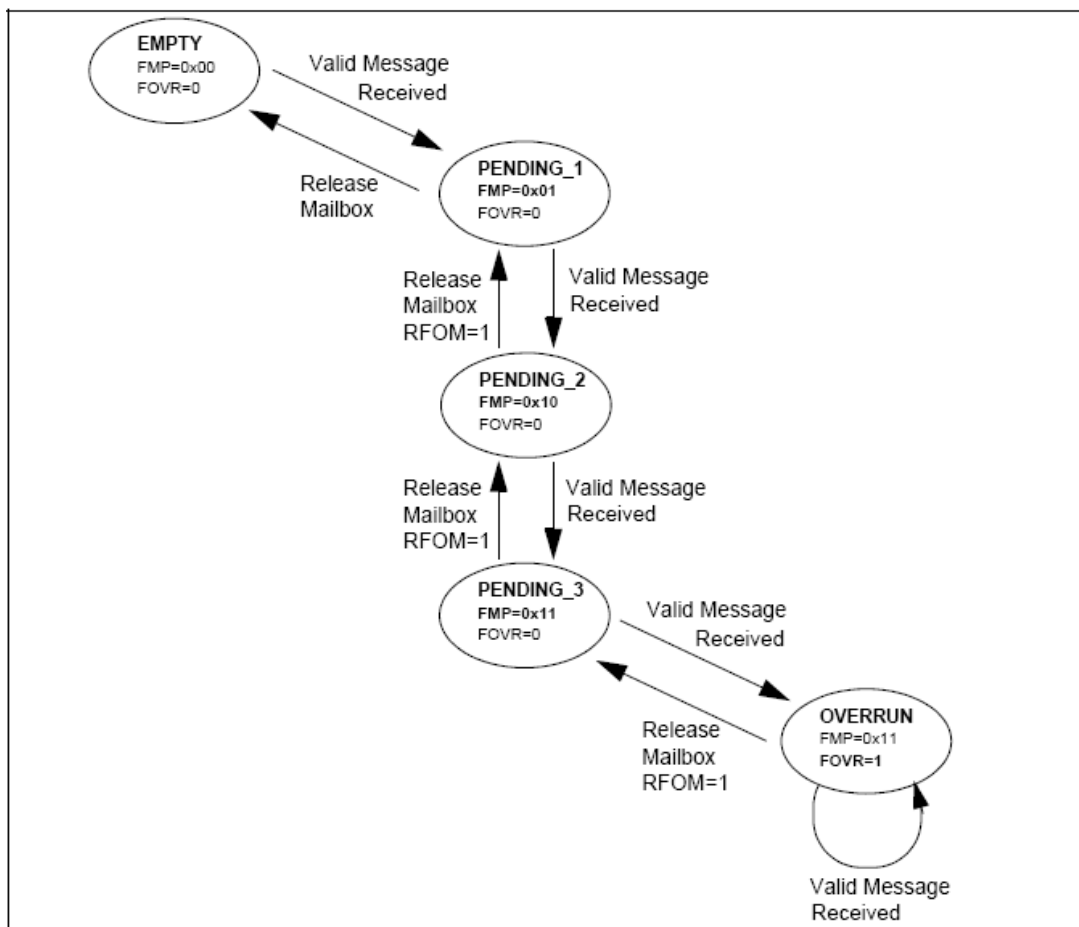 EMPTY
FMP=0x00
FOVR=0
Valid Message
Received
Release
Mailbox
PENDING_1
FMP=0x01
FOVR=0
Release
Mailbox
RFOM=1
Valid Message
Received
PENDING_2
FMP=0x10
FOVR=0
Release
Mailbox
RFOM=1
Valid Message
Received
PENDING_3
FMP=0x11
FOVR=0
Valid Message
Received
Release
Mailbox
RFOM=1
OVERRUN
FMP=0x11
FOVR=1
Valid Message
Received